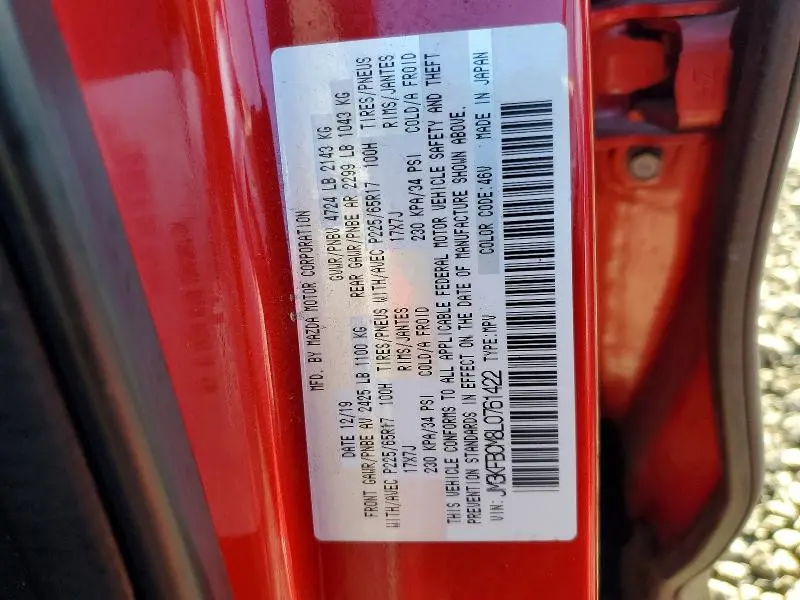 MFD. BY MAZDA MOTOR CORPORATION
DATE 12/19 GVWR/PNBV 4724 LB 2143 KG
FRONT GAWR/PNBE AV 2425 LB 1100 KG REAR GAWR/PNBE AR 2299 LB 1043 KG
WITH/AVEC P225/65R17 100H TIRES/PNEUS WITH/AVEC P225/65R17 100H TIRES/PNEUS
17X7J RIMS/JANTES 17X7J RIMS/JANTES
230 KPA/34 PSI COLD/A FROID 230 KPA/34 PSI COLD/A FROID
THIS VEHICLE CONFORMS TO ALL APPLICABLE FEDERAL MOTOR VEHICLE SAFETY AND THEFT
PREVENTION STANDARDS IN EFFECT ON THE DATE OF MANUFACTURE SHOWN ABOVE.
VIN: JM3KFBCM8L0761422 TYPE:MPV COLOR CODE:46V MADE IN JAPAN